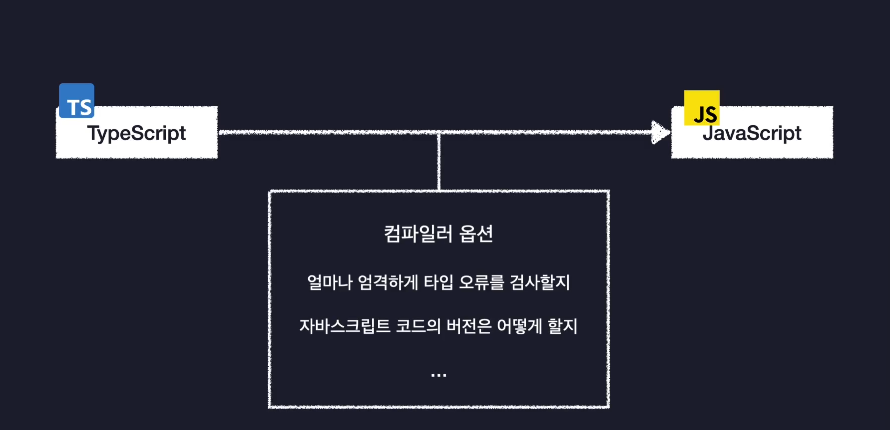 TS
TypeScript
JS
JavaScript
컴파일러 옵션
얼마나 엄격하게 타입 오류를 검사할지
자바스크립트 코드의 버전은 어떻게 할지
...